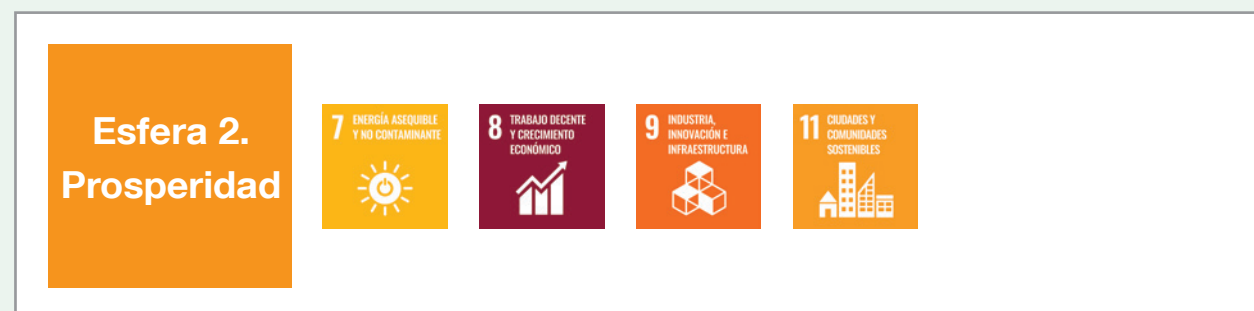 Esfera 2.
Prosperidad
7 ENERGÍA ASEQUIBLE
Y NO CONTAMINANTE
8 TRABAJO DECENTE
Y CRECIMIENTO
ECONÓMICO
9 INDUSTRIA,
INNOVACIÓN E
INFRAESTRUCTURA
11 CIUDADES Y
COMUNIDADES
SOSTENIBLES